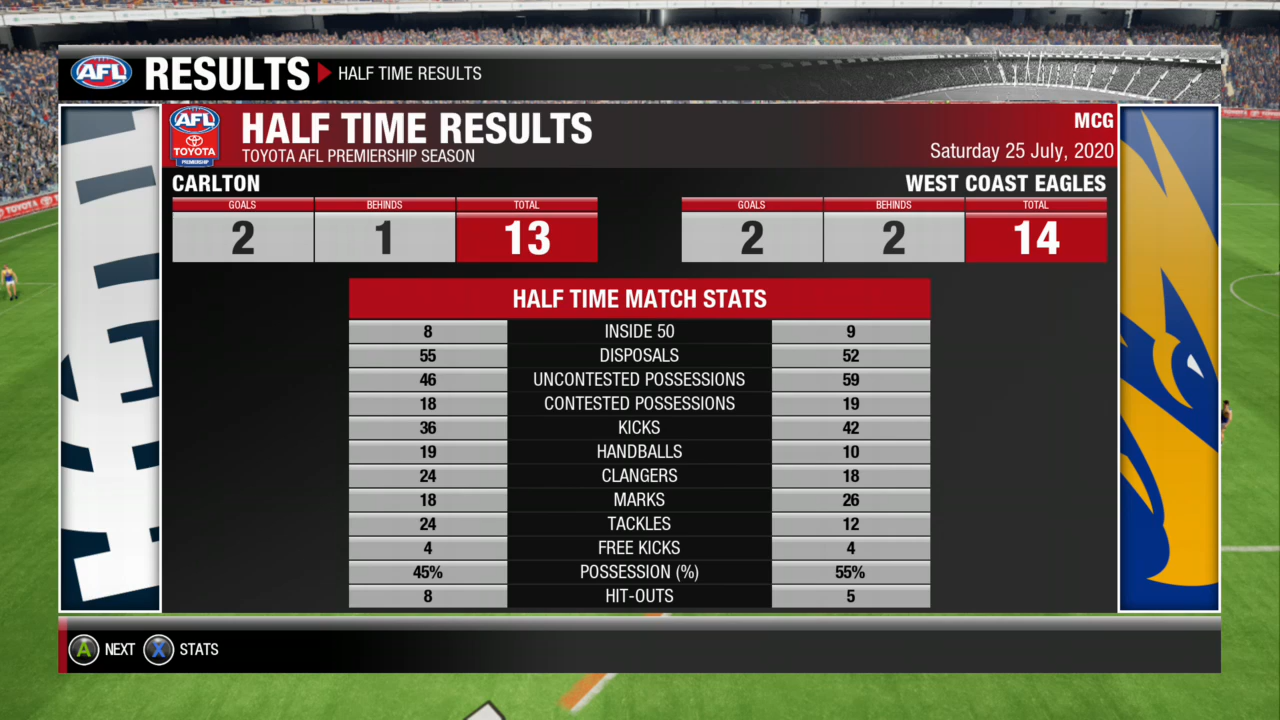 AFL RESULTS HALF TIME RESULTS
AFL
TOYOTA
PREMIERSHIP
HALF TIME RESULTS
TOYOTA AFL PREMIERSHIP SEASON
MCG
Saturday 25 July, 2020
CARLTON
WEST COAST EAGLES
GOALS BEHINDS TOTAL GOALS BEHINDS TOTAL
2 1 13 2 2 14
HALF TIME MATCH STATS
8 INSIDE 50 9
55 DISPOSALS 52
46 UNCONTESTED POSSESSIONS 59
18 CONTESTED POSSESSIONS 19
36 KICKS 42
19 HANDBALLS 10
24 CLANGERS 18
18 MARKS 26
24 TACKLES 12
4 FREE KICKS 4
45% POSSESSION (%) 55%
8 HIT-OUTS 5
A NEXT X STATS
TOYOTA